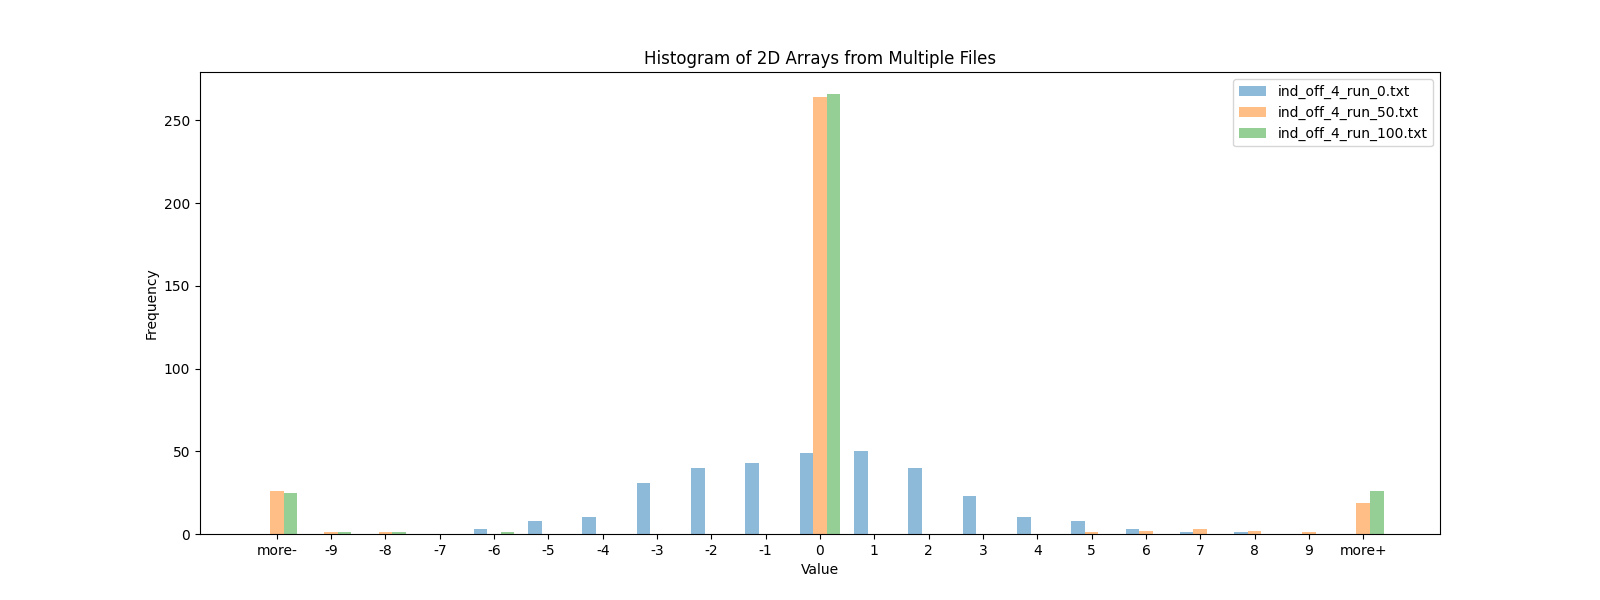 Histogram of 2D Arrays from Multiple Files
ind_off_4_run_0.txt
ind_off_4_run_50.txt
ind_off_4_run_100.txt
Frequency
250
200
150
100
50
0
more- -9 -8 -7 -6 -5 -4 -3 -2 -1 0 1 2 3 4 5 6 7 8 9 more+
Value